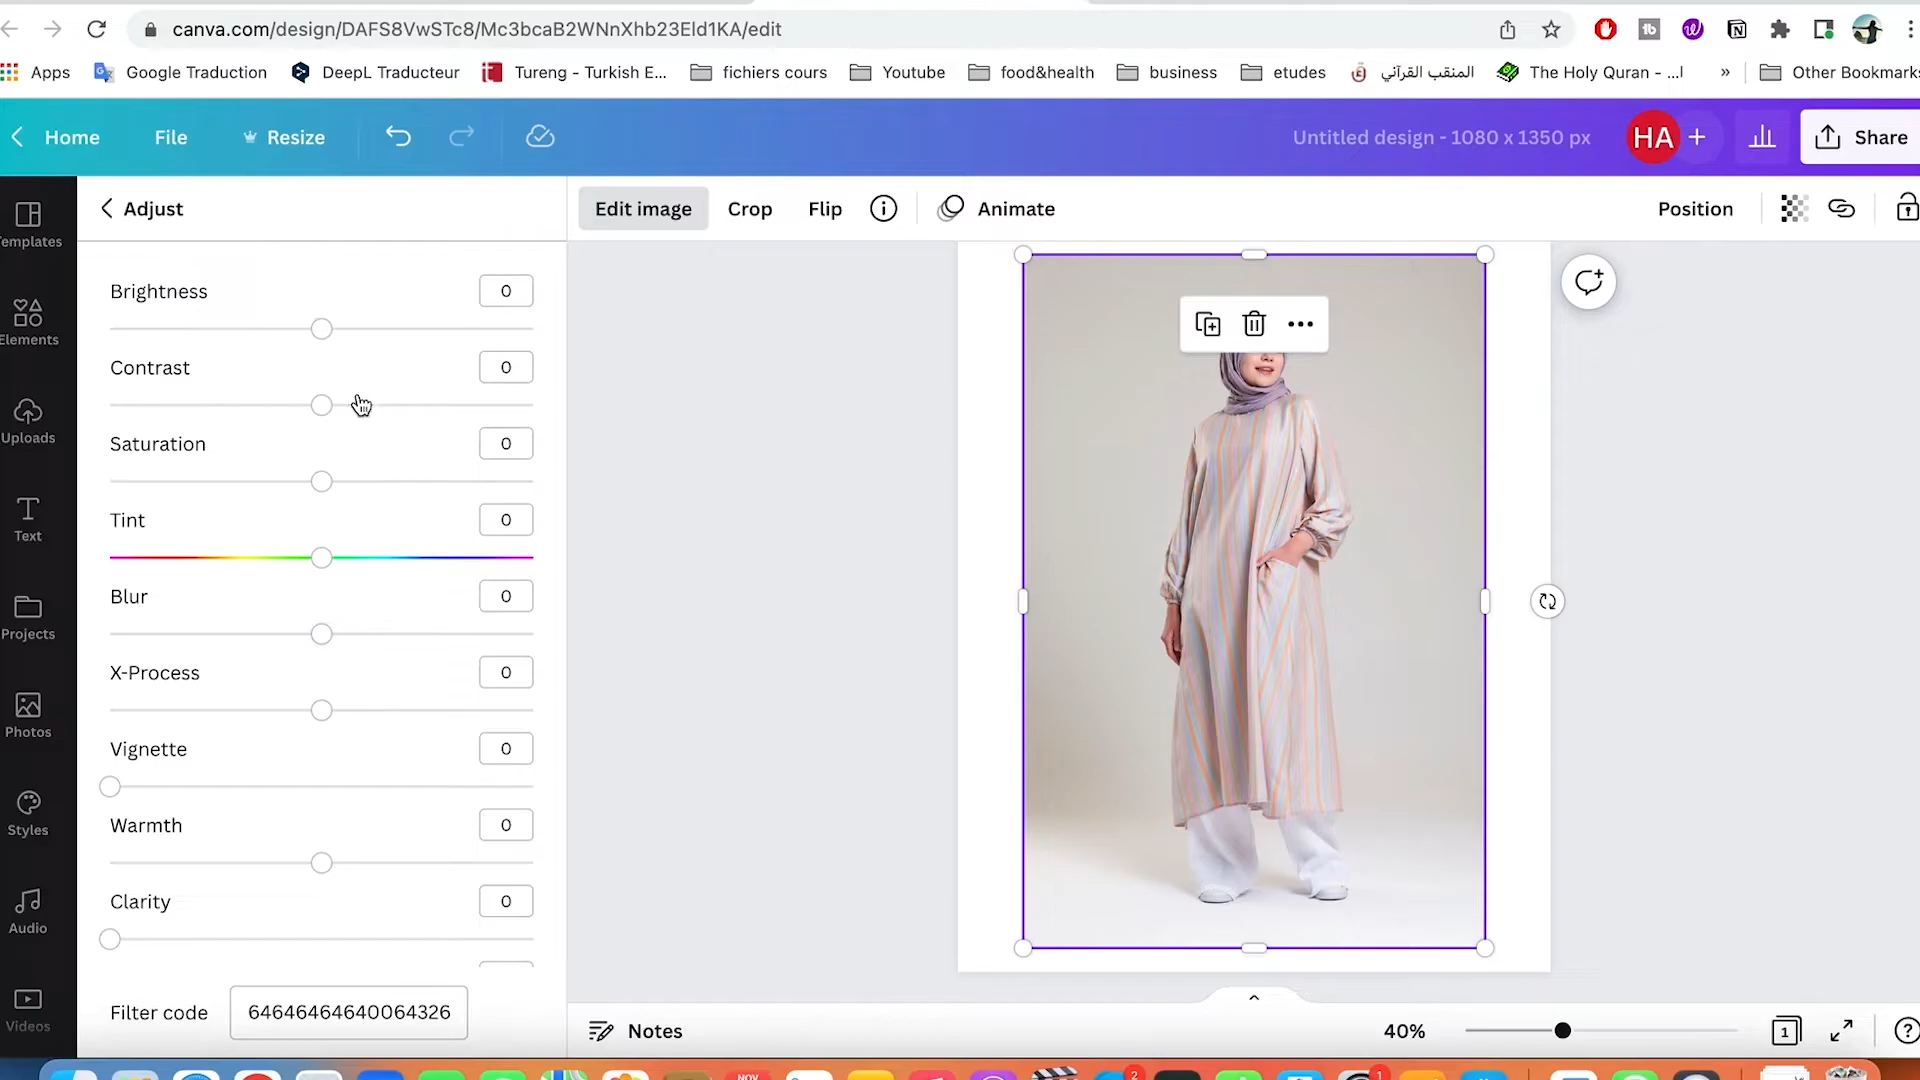 canva.com/design/DAFS8VwSTc8/Mc3bcaB2WNnXhb23Eld1KA/edit
Apps
Google Traduction
DeepL Traducteur
Tureng - Turkish E...
fichiers cours
Youtube
food&health
business
etudes
المنقب القرآني
The Holy Quran - ...l
»
Other Bookmarks
Home
File
Resize
Untitled design - 1080 x 1350 px
HA
+
Share
Adjust
Edit image
Crop
Flip
Animate
Position
Templates
Elements
Uploads
Text
Projects
Photos
Styles
Audio
Videos
Brightness 0
Contrast 0
Saturation 0
Tint 0
Blur 0
X-Process 0
Vignette 0
Warmth 0
Clarity 0
Filter code 64646464640064326
Notes
40%
1
?
NOV
2
1